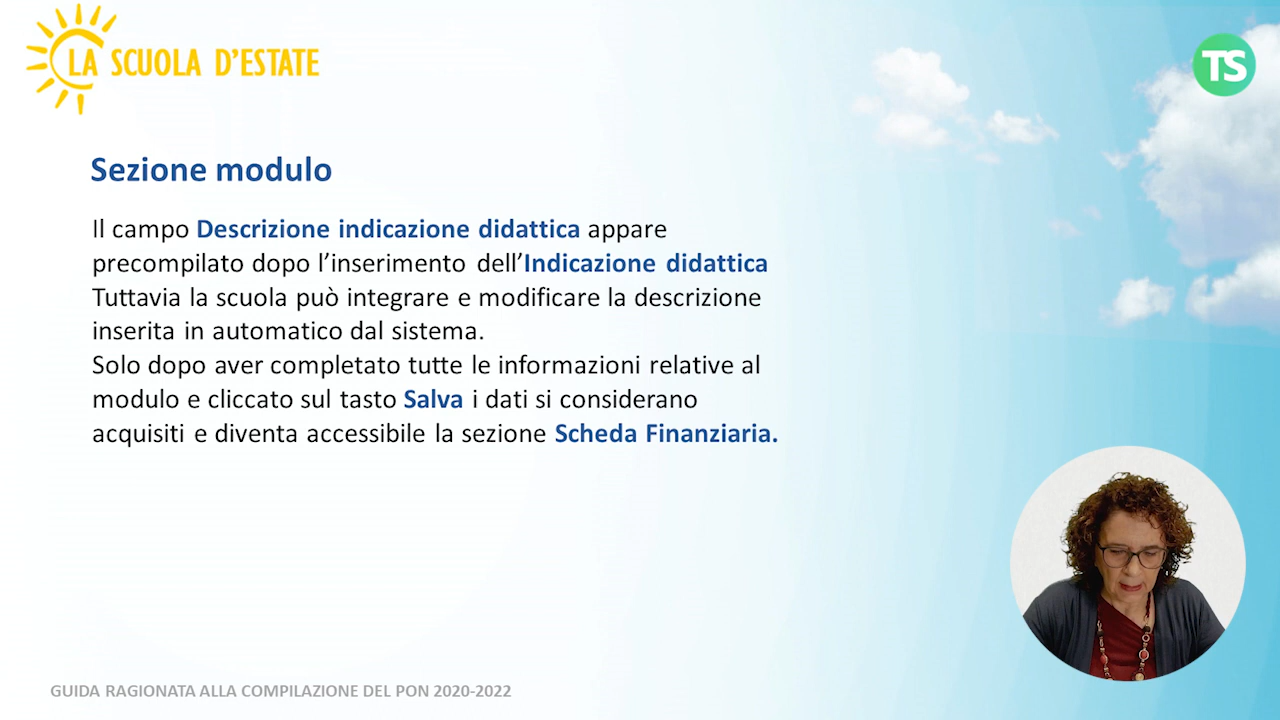 LA SCUOLA D'ESTATE
TS
Sezione modulo
Il campo Descrizione indicazione didattica appare
precompilato dopo l’inserimento dell’Indicazione didattica
Tuttavia la scuola può integrare e modificare la descrizione
inserita in automatico dal sistema.
Solo dopo aver completato tutte le informazioni relative al
modulo e cliccato sul tasto Salva i dati si considerano
acquisiti e diventa accessibile la sezione Scheda Finanziaria.
GUIDA RAGIONATA ALLA COMPILAZIONE DEL PON 2020-2022